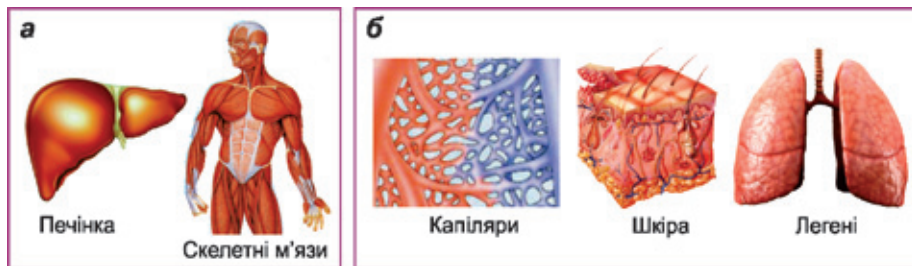 а
Печінка
Скелетні м'язи
б
Капіляри
Шкіра
Легені